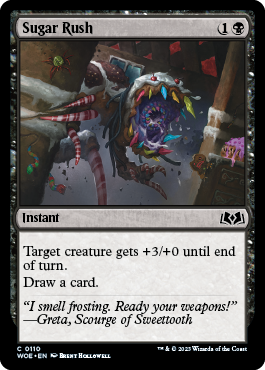 Sugar Rush 1
Instant
Target creature gets +3/+0 until end
of turn.
Draw a card.
“I smell frosting. Ready your weapons!”
—Greta, Scourge of Sweettooth
C 0110
WOE • EN Brent Hollowell
™ & © 2023 Wizards of the Coast